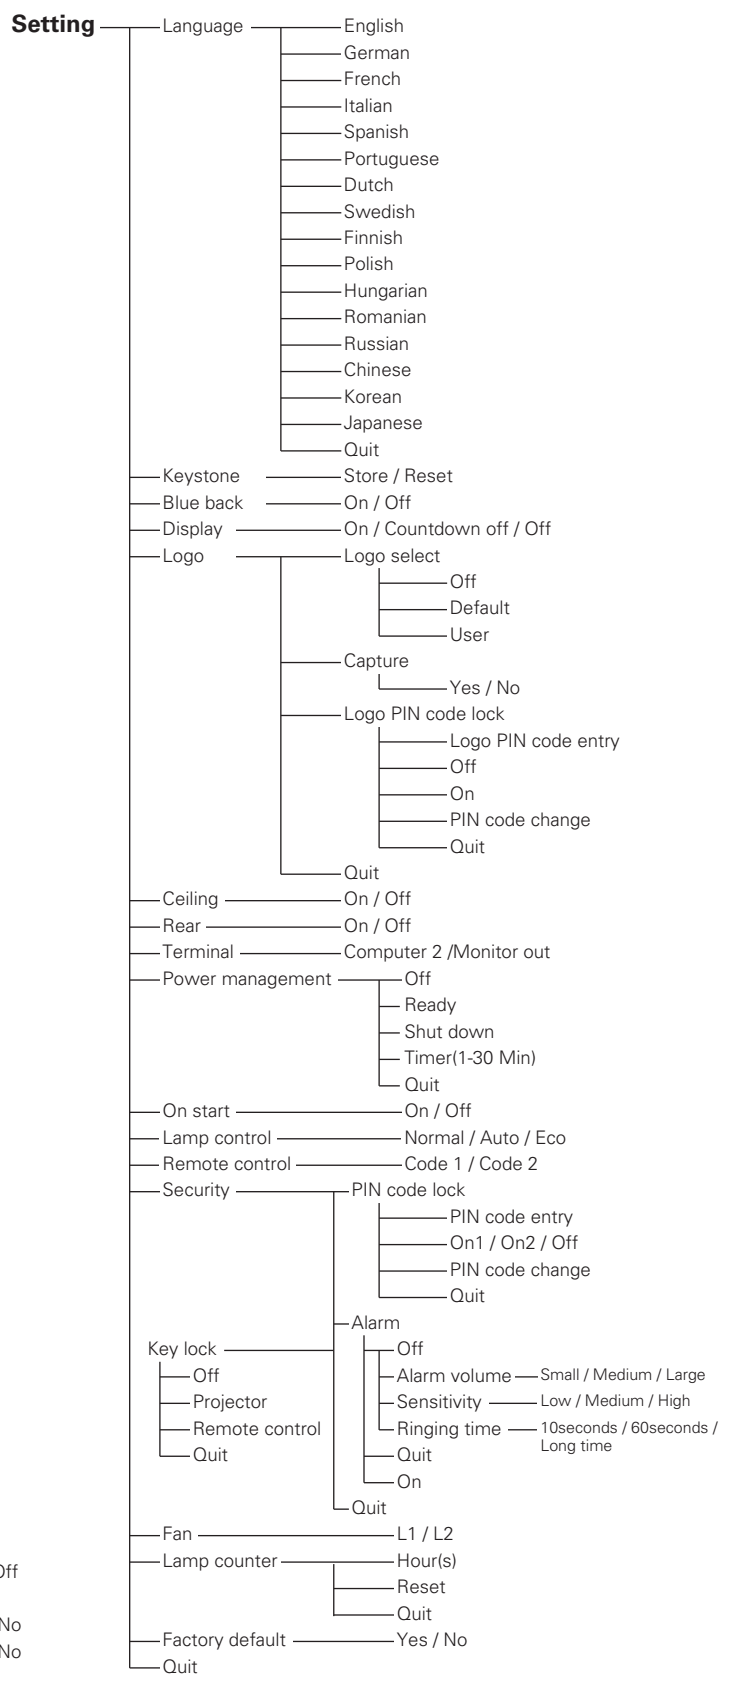 Setting Language English
German
French
Italian
Spanish
Portuguese
Dutch
Swedish
Finnish
Polish
Hungarian
Romanian
Russian
Chinese
Korean
Japanese
Quit
Keystone Store / Reset
Blue back On / Off
Display On / Countdown off / Off
Logo Logo select
Off
Default
User
Capture
Yes / No
Logo PIN code lock
Logo PIN code entry
Off
On
PIN code change
Quit
Quit
Ceiling On / Off
Rear On / Off
Terminal Computer 2 /Monitor out
Power management Off
Ready
Shut down
Timer(1-30 Min)
Quit
On start On / Off
Lamp control Normal / Auto / Eco
Remote control Code 1 / Code 2
Security PIN code lock
PIN code entry
On1 / On2 / Off
PIN code change
Quit
Alarm
Key lock Off
Off Alarm volume Small / Medium / Large
Projector Sensitivity Low / Medium / High
Remote control Ringing time 10seconds / 60seconds /
Long time
Quit Quit
On
Quit
Fan L1 / L2
Lamp counter Hour(s)
Off
Reset
Quit
No
Factory default Yes / No
No
Quit